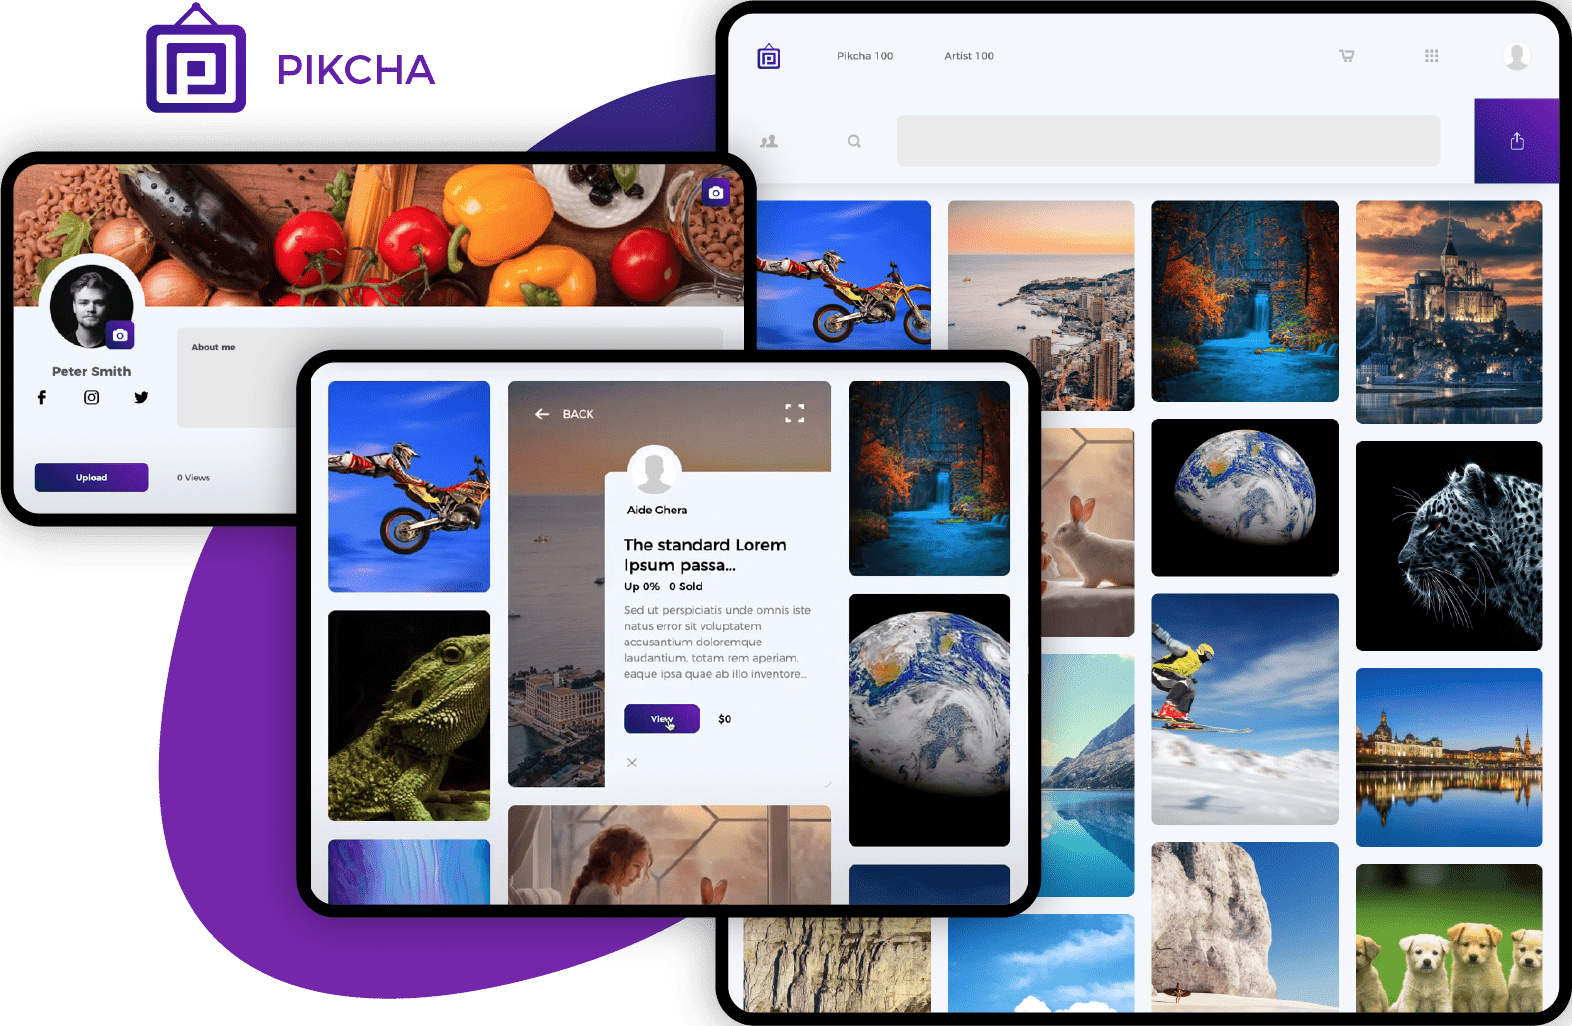 PIKCHA
Pikcha 100
Artist 100
About me
Peter Smith
Upload
0 Views
BACK
Aide Ghera
The standard Lorem
Ipsum passa...
Up 0% 0 Sold
Sed ut perspiciatis unde omnis iste
natus error sit voluptatem
accusantium doloremque
laudantium, totam rem aperiam,
eaque ipsa quae ab illo inventore...
View
$0